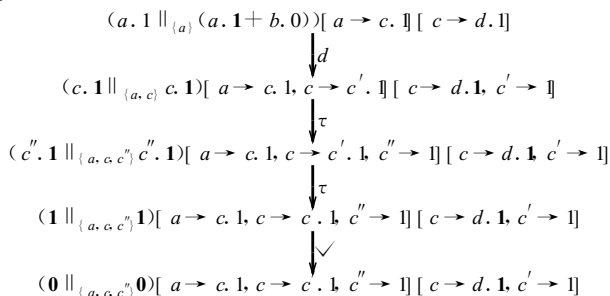 (a.1 ||{a} (a.1 + b.0))[a → c.1][c → d.1]
d
(c.1 ||{a, c} c.1)[a → c.1, c → c′.1][c → d.1, c′ → 1]
τ
(c″.1 ||{a, c, c″} c″.1)[a → c.1, c → c′.1, c″ → 1][c → d.1, c′ → 1]
τ
(1 ||{a, c, c″} 1)[a → c.1, c → c′.1, c″ → 1][c → d.1, c′ → 1]
✓
(0 ||{a, c, c″} 0)[a → c.1, c → c′.1, c″ → 1][c → d.1, c′ → 1]